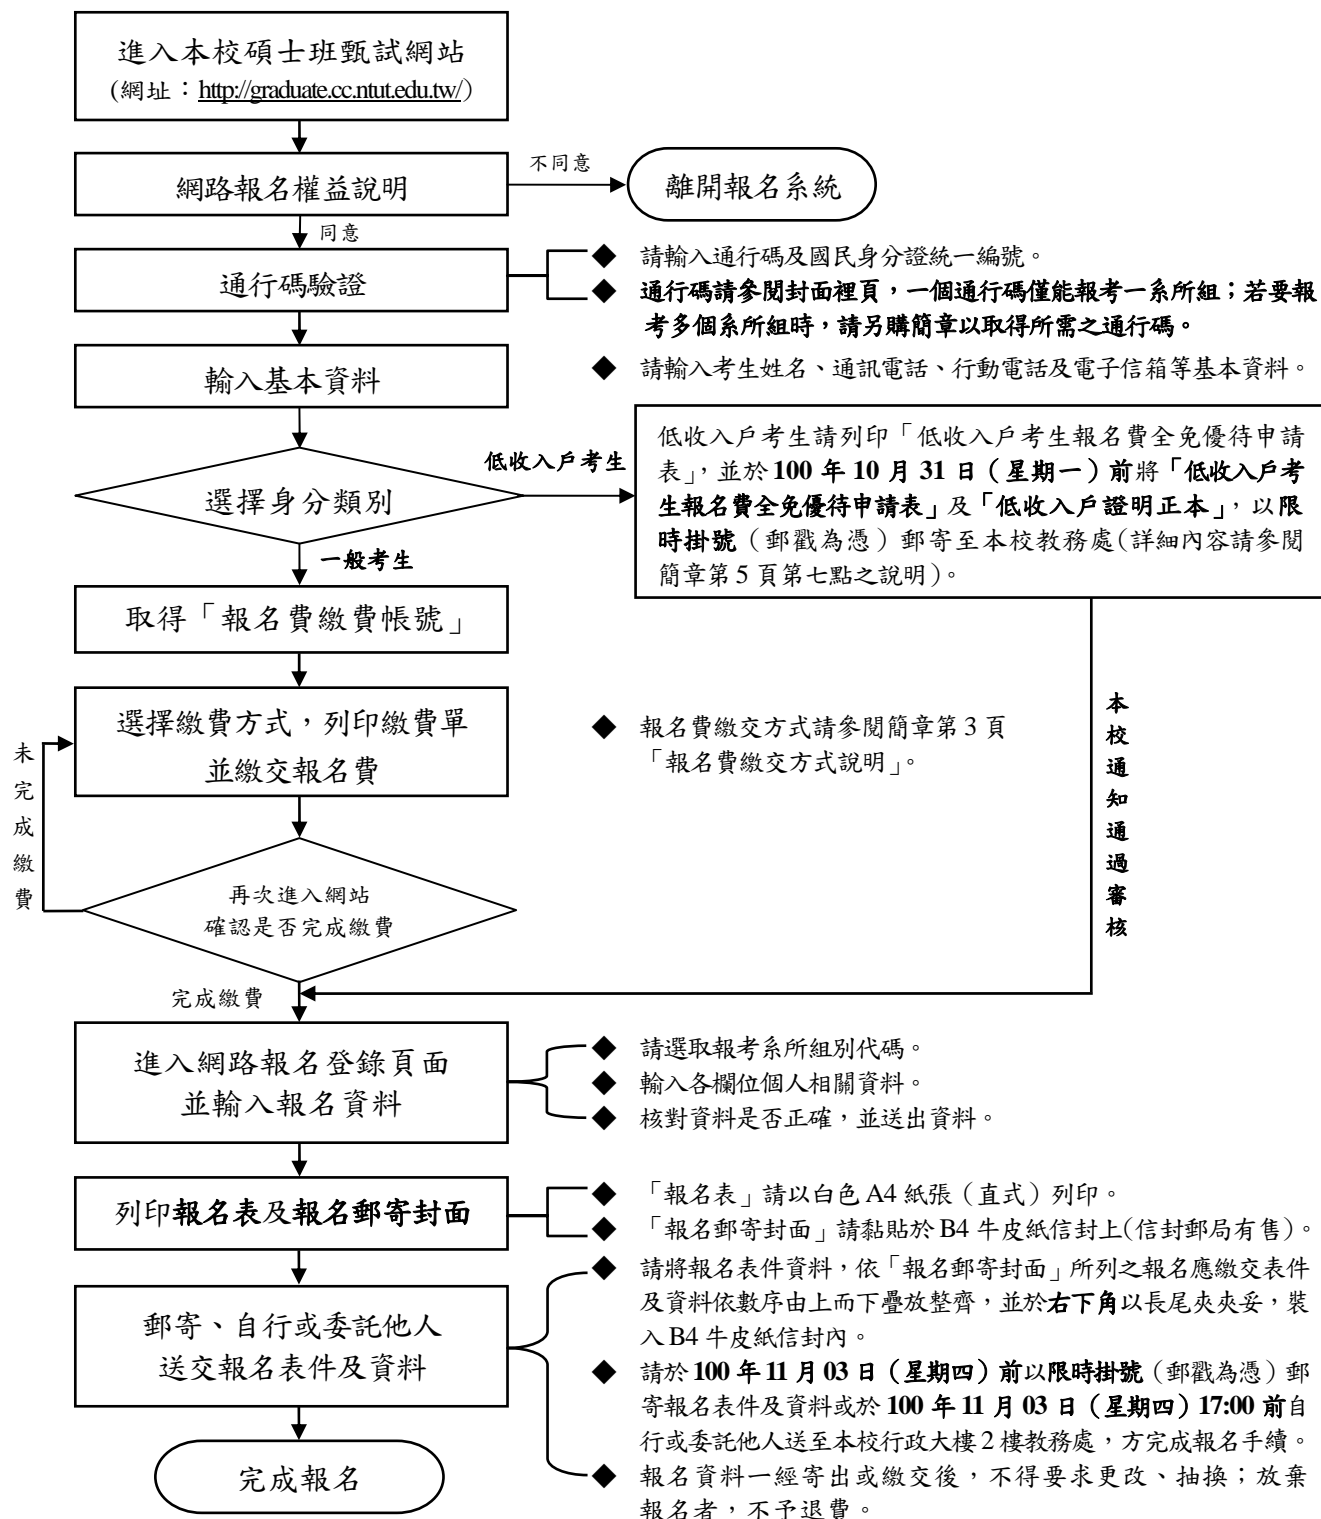 進入本校碩士班甄試網站
(網址：http://graduate.cc.ntut.edu.tw/)
網路報名權益說明
不同意
離開報名系統
同意
通行碼驗證
◆ 請輸入通行碼及國民身分證統一編號。
◆ 通行碼請參閱封面裡頁，一個通行碼僅能報考一系所組；若要報
考多個系所組時，請另購簡章以取得所需之通行碼。
輸入基本資料
◆ 請輸入考生姓名、通訊電話、行動電話及電子信箱等基本資料。
選擇身分類別
低收入戶考生
低收入戶考生請列印「低收入戶考生報名費全免優待申請
表」，並於 100 年 10 月 31 日（星期一）前將「低收入戶考
生報名費全免優待申請表」及「低收入戶證明正本」，以限
時掛號（郵戳為憑）郵寄至本校教務處(詳細內容請參閱
簡章第 5 頁第七點之說明)。
一般考生
取得「報名費繳費帳號」
選擇繳費方式，列印繳費單
並繳交報名費
◆ 報名費繳交方式請參閱簡章第 3 頁
「報名費繳交方式說明」。
未完成繳費
本校通知通過審核
再次進入網站
確認是否完成繳費
完成繳費
進入網路報名登錄頁面
並輸入報名資料
◆ 請選取報考系所組別代碼。
◆ 輸入各欄位個人相關資料。
◆ 核對資料是否正確，並送出資料。
列印報名表及報名郵寄封面
◆ 「報名表」請以白色 A4 紙張（直式）列印。
◆ 「報名郵寄封面」請黏貼於 B4 牛皮紙信封上(信封郵局有售)。
郵寄、自行或委託他人
送交報名表件及資料
◆ 請將報名表件資料，依「報名郵寄封面」所列之報名應繳交表件
及資料依數序由上而下疊放整齊，並於右下角以長尾夾夾妥，裝
入 B4 牛皮紙信封內。
◆ 請於 100 年 11 月 03 日（星期四）前以限時掛號（郵戳為憑）郵
寄報名表件及資料或於 100 年 11 月 03 日（星期四）17:00 前自
行或委託他人送至本校行政大樓 2 樓教務處，方完成報名手續。
◆ 報名資料一經寄出或繳交後，不得要求更改、抽換；放棄
報名者，不予退費。
完成報名